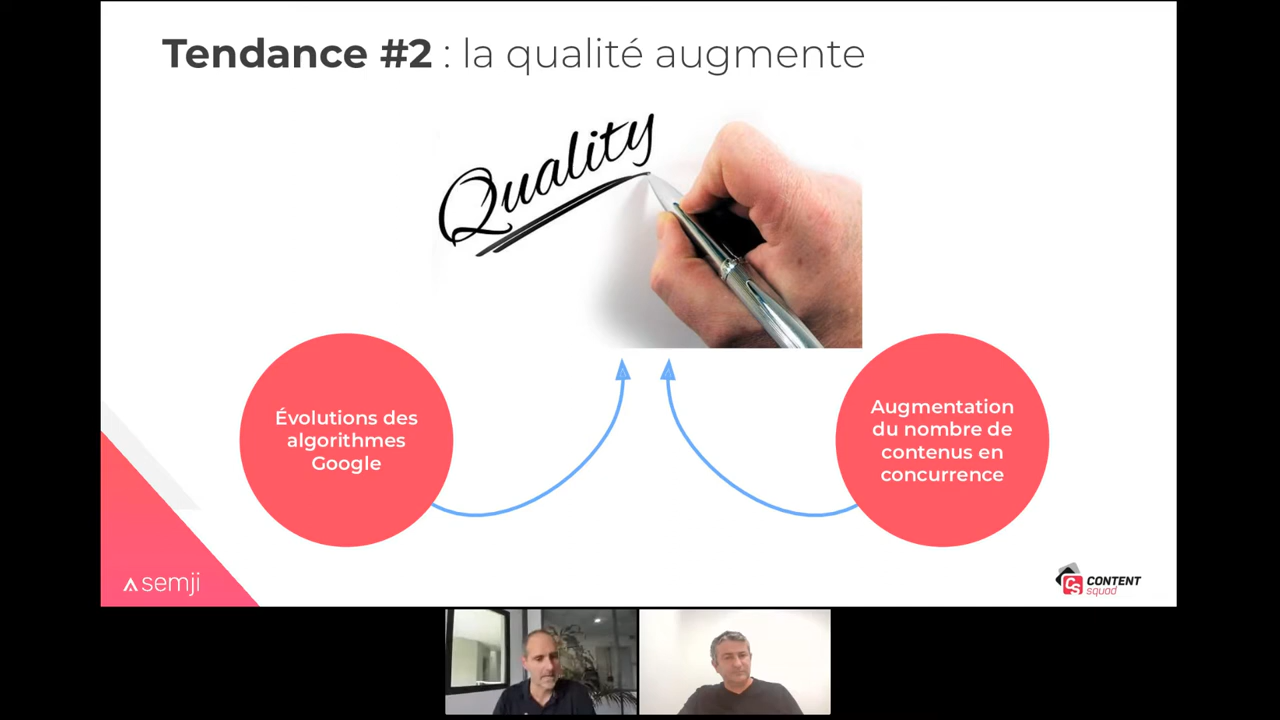 Tendance #2 : la qualité augmente
Quality
Évolutions des
algorithmes
Google
Augmentation
du nombre de
contenus en
concurrence
semji
CS CONTENT
squad